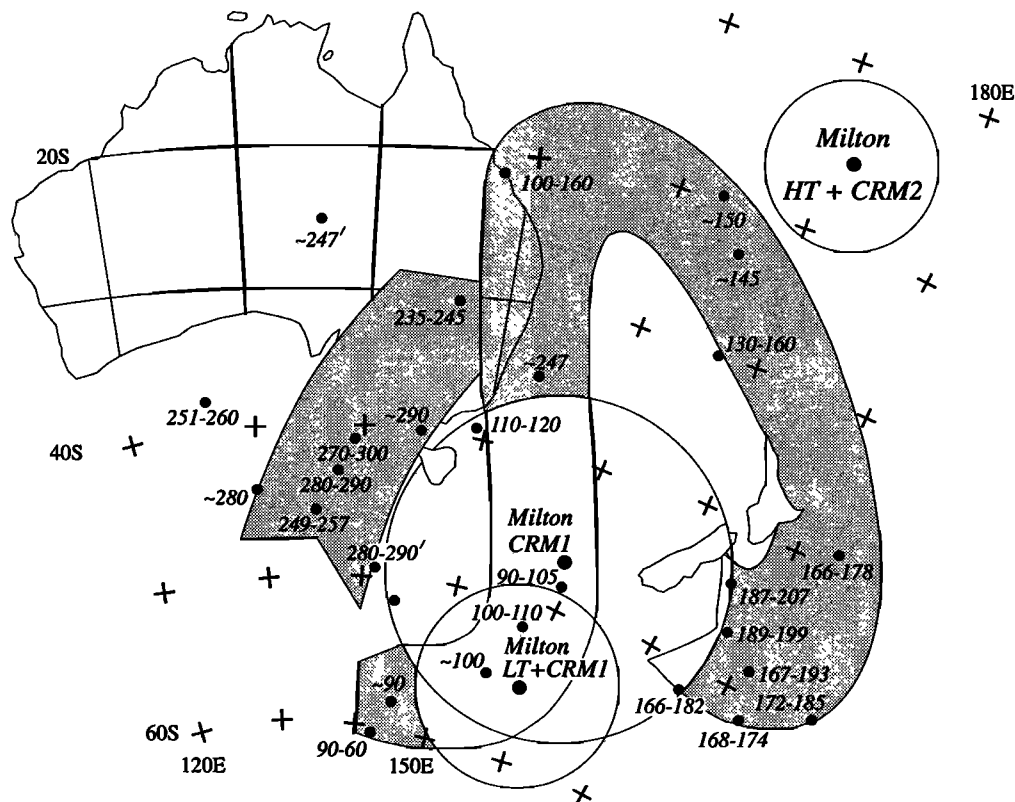 180E
Milton
HT + CRM2
20S
100-160
~150
~247'
~145
235-245
130-160
~247
251-260
~290
110-120
40S
270-300
280-290
~280
249-257
Milton
CRM1
280-290'
90-105
166-178
187-207
100-110
189-199
Milton
LT+CRM1
~100
167-193
~90
166-182
172-185
168-174
60S
90-60
120E
150E